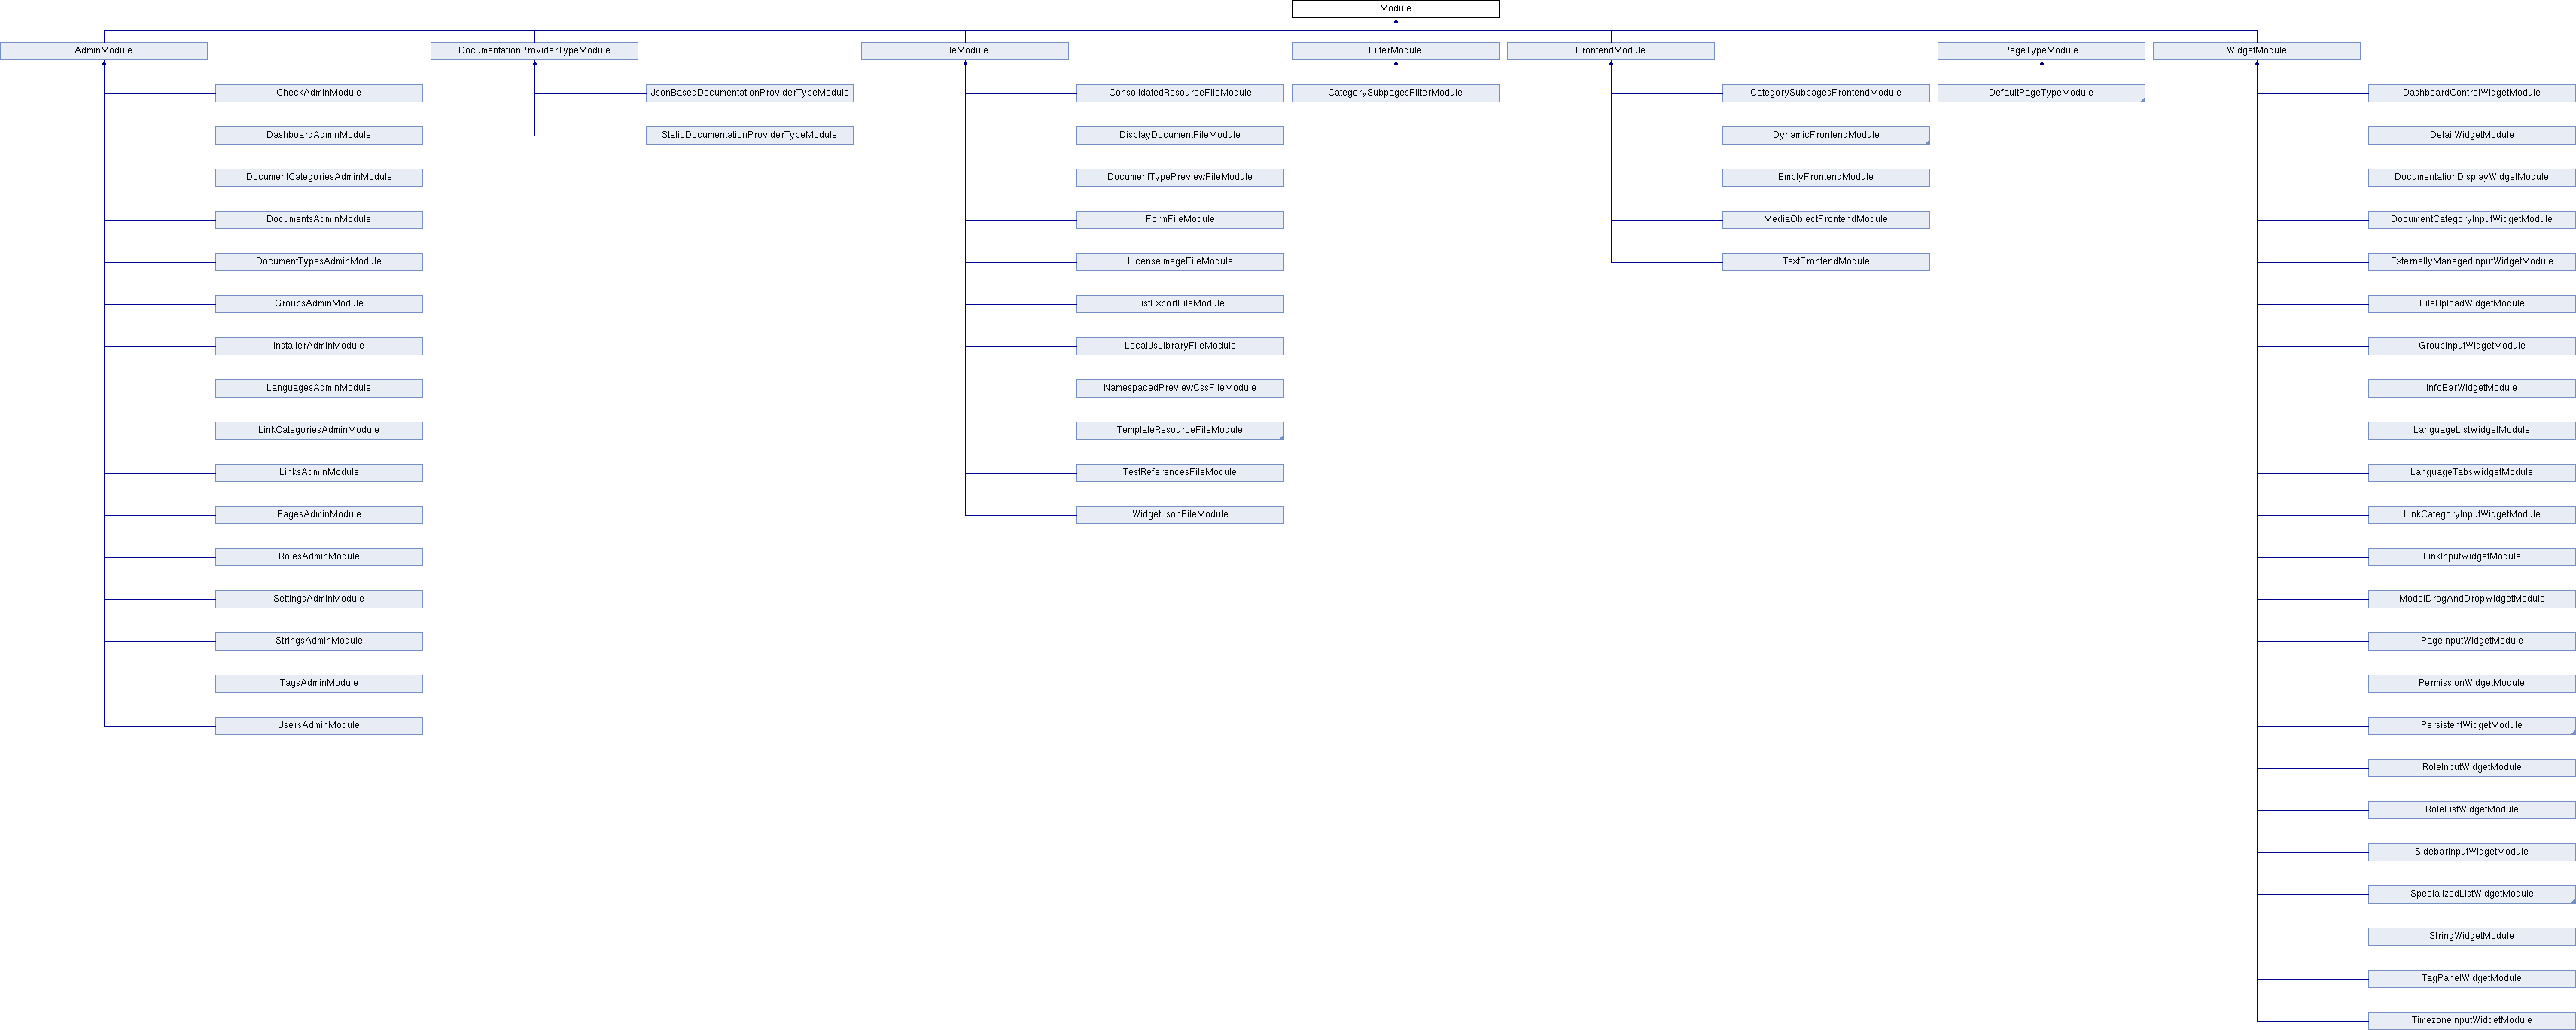 Module
AdminModule
DocumentationProviderTypeModule
FileModule
FilterModule
FrontendModule
PageTypeModule
WidgetModule
CheckAdminModule
DashboardAdminModule
DocumentCategoriesAdminModule
DocumentsAdminModule
DocumentTypesAdminModule
GroupsAdminModule
InstallerAdminModule
LanguagesAdminModule
LinkCategoriesAdminModule
LinksAdminModule
PagesAdminModule
RolesAdminModule
SettingsAdminModule
StringsAdminModule
TagsAdminModule
UsersAdminModule
JsonBasedDocumentationProviderTypeModule
StaticDocumentationProviderTypeModule
ConsolidatedResourceFileModule
DisplayDocumentFileModule
DocumentTypePreviewFileModule
FormFileModule
LicenseImageFileModule
ListExportFileModule
LocalJsLibraryFileModule
NamespacedPreviewCssFileModule
TemplateResourceFileModule
TestReferencesFileModule
WidgetJsonFileModule
CategorySubpagesFilterModule
CategorySubpagesFrontendModule
DynamicFrontendModule
EmptyFrontendModule
MediaObjectFrontendModule
TextFrontendModule
DefaultPageTypeModule
DashboardControlWidgetModule
DetailWidgetModule
DocumentationDisplayWidgetModule
DocumentCategoryInputWidgetModule
ExternallyManagedInputWidgetModule
FileUploadWidgetModule
GroupInputWidgetModule
InfoBarWidgetModule
LanguageListWidgetModule
LanguageTabsWidgetModule
LinkCategoryInputWidgetModule
LinkInputWidgetModule
ModelDragAndDropWidgetModule
PageInputWidgetModule
PermissionWidgetModule
PersistentWidgetModule
RoleInputWidgetModule
RoleListWidgetModule
SidebarInputWidgetModule
SpecializedListWidgetModule
StringWidgetModule
TagPanelWidgetModule
TimezoneInputWidgetModule